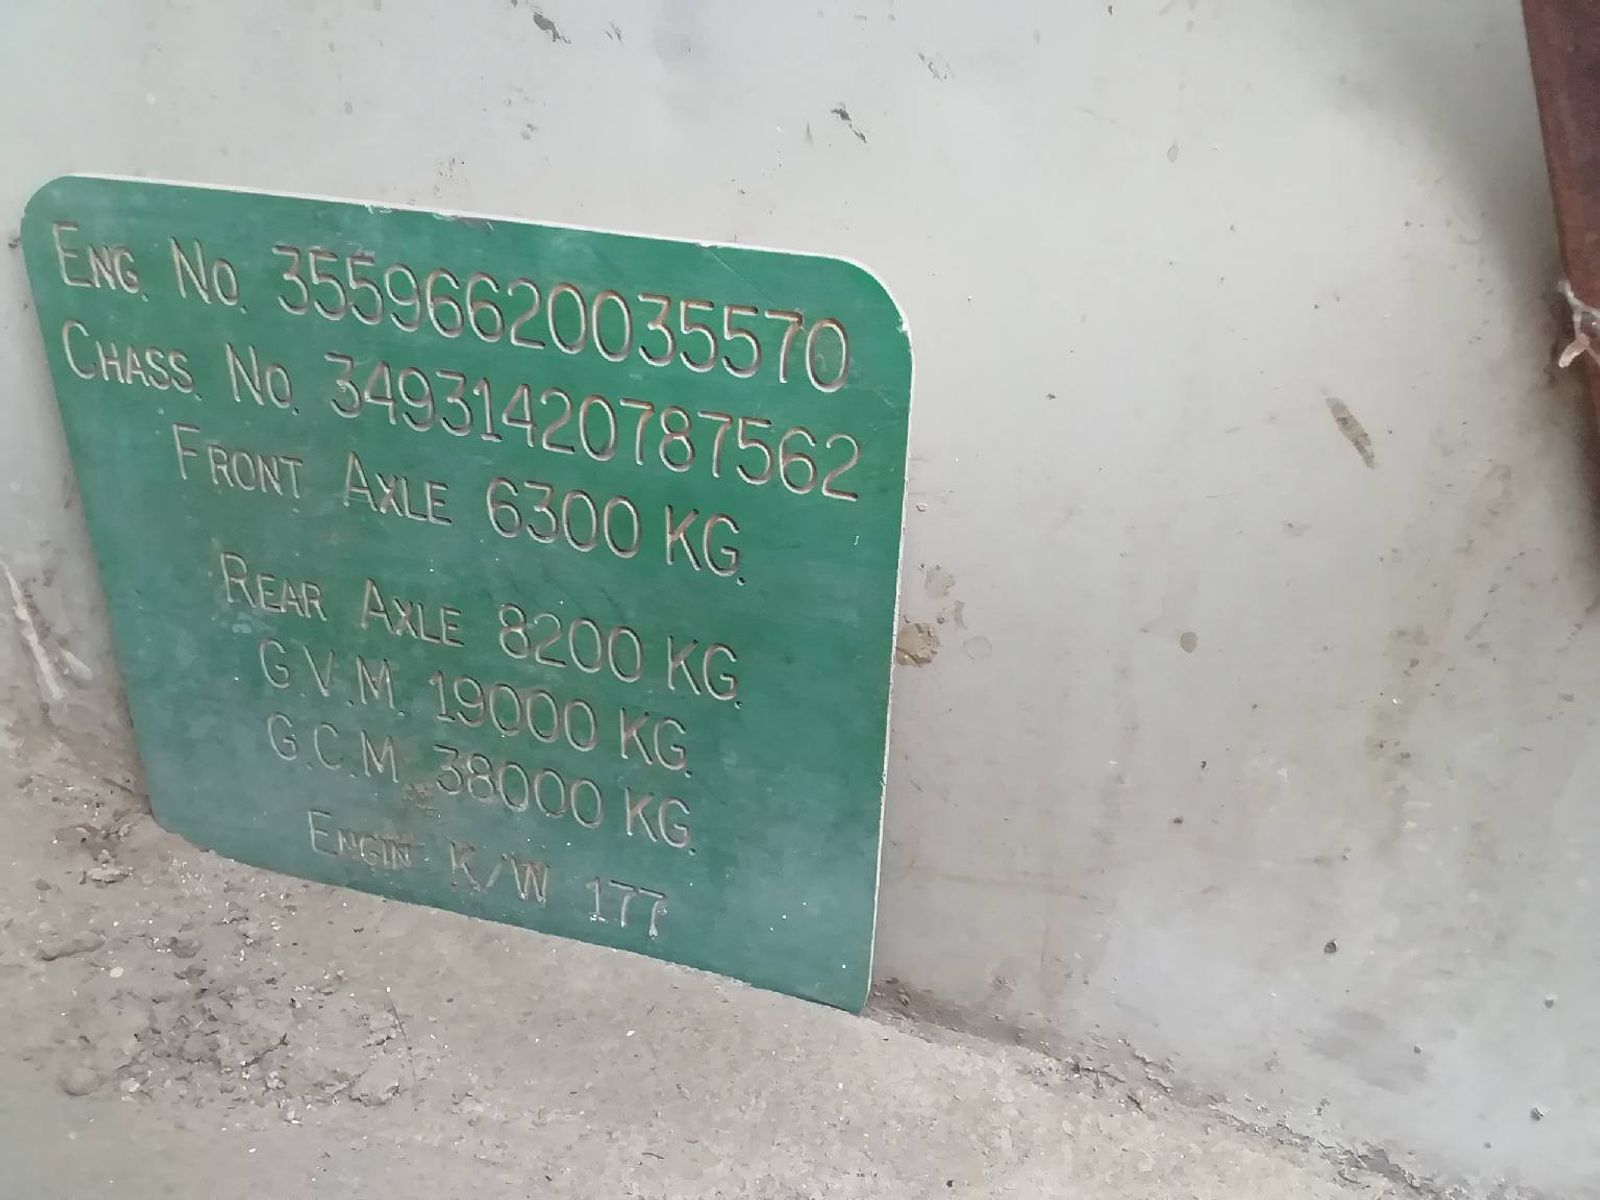 ENG. NO. 35596620035570
CHASS. NO. 34931420787562
FRONT AXLE 6300 KG.
REAR AXLE 8200 KG.
G.V.M. 19000 KG.
G.C.M. 38000 KG.
ENGIN K/W 177